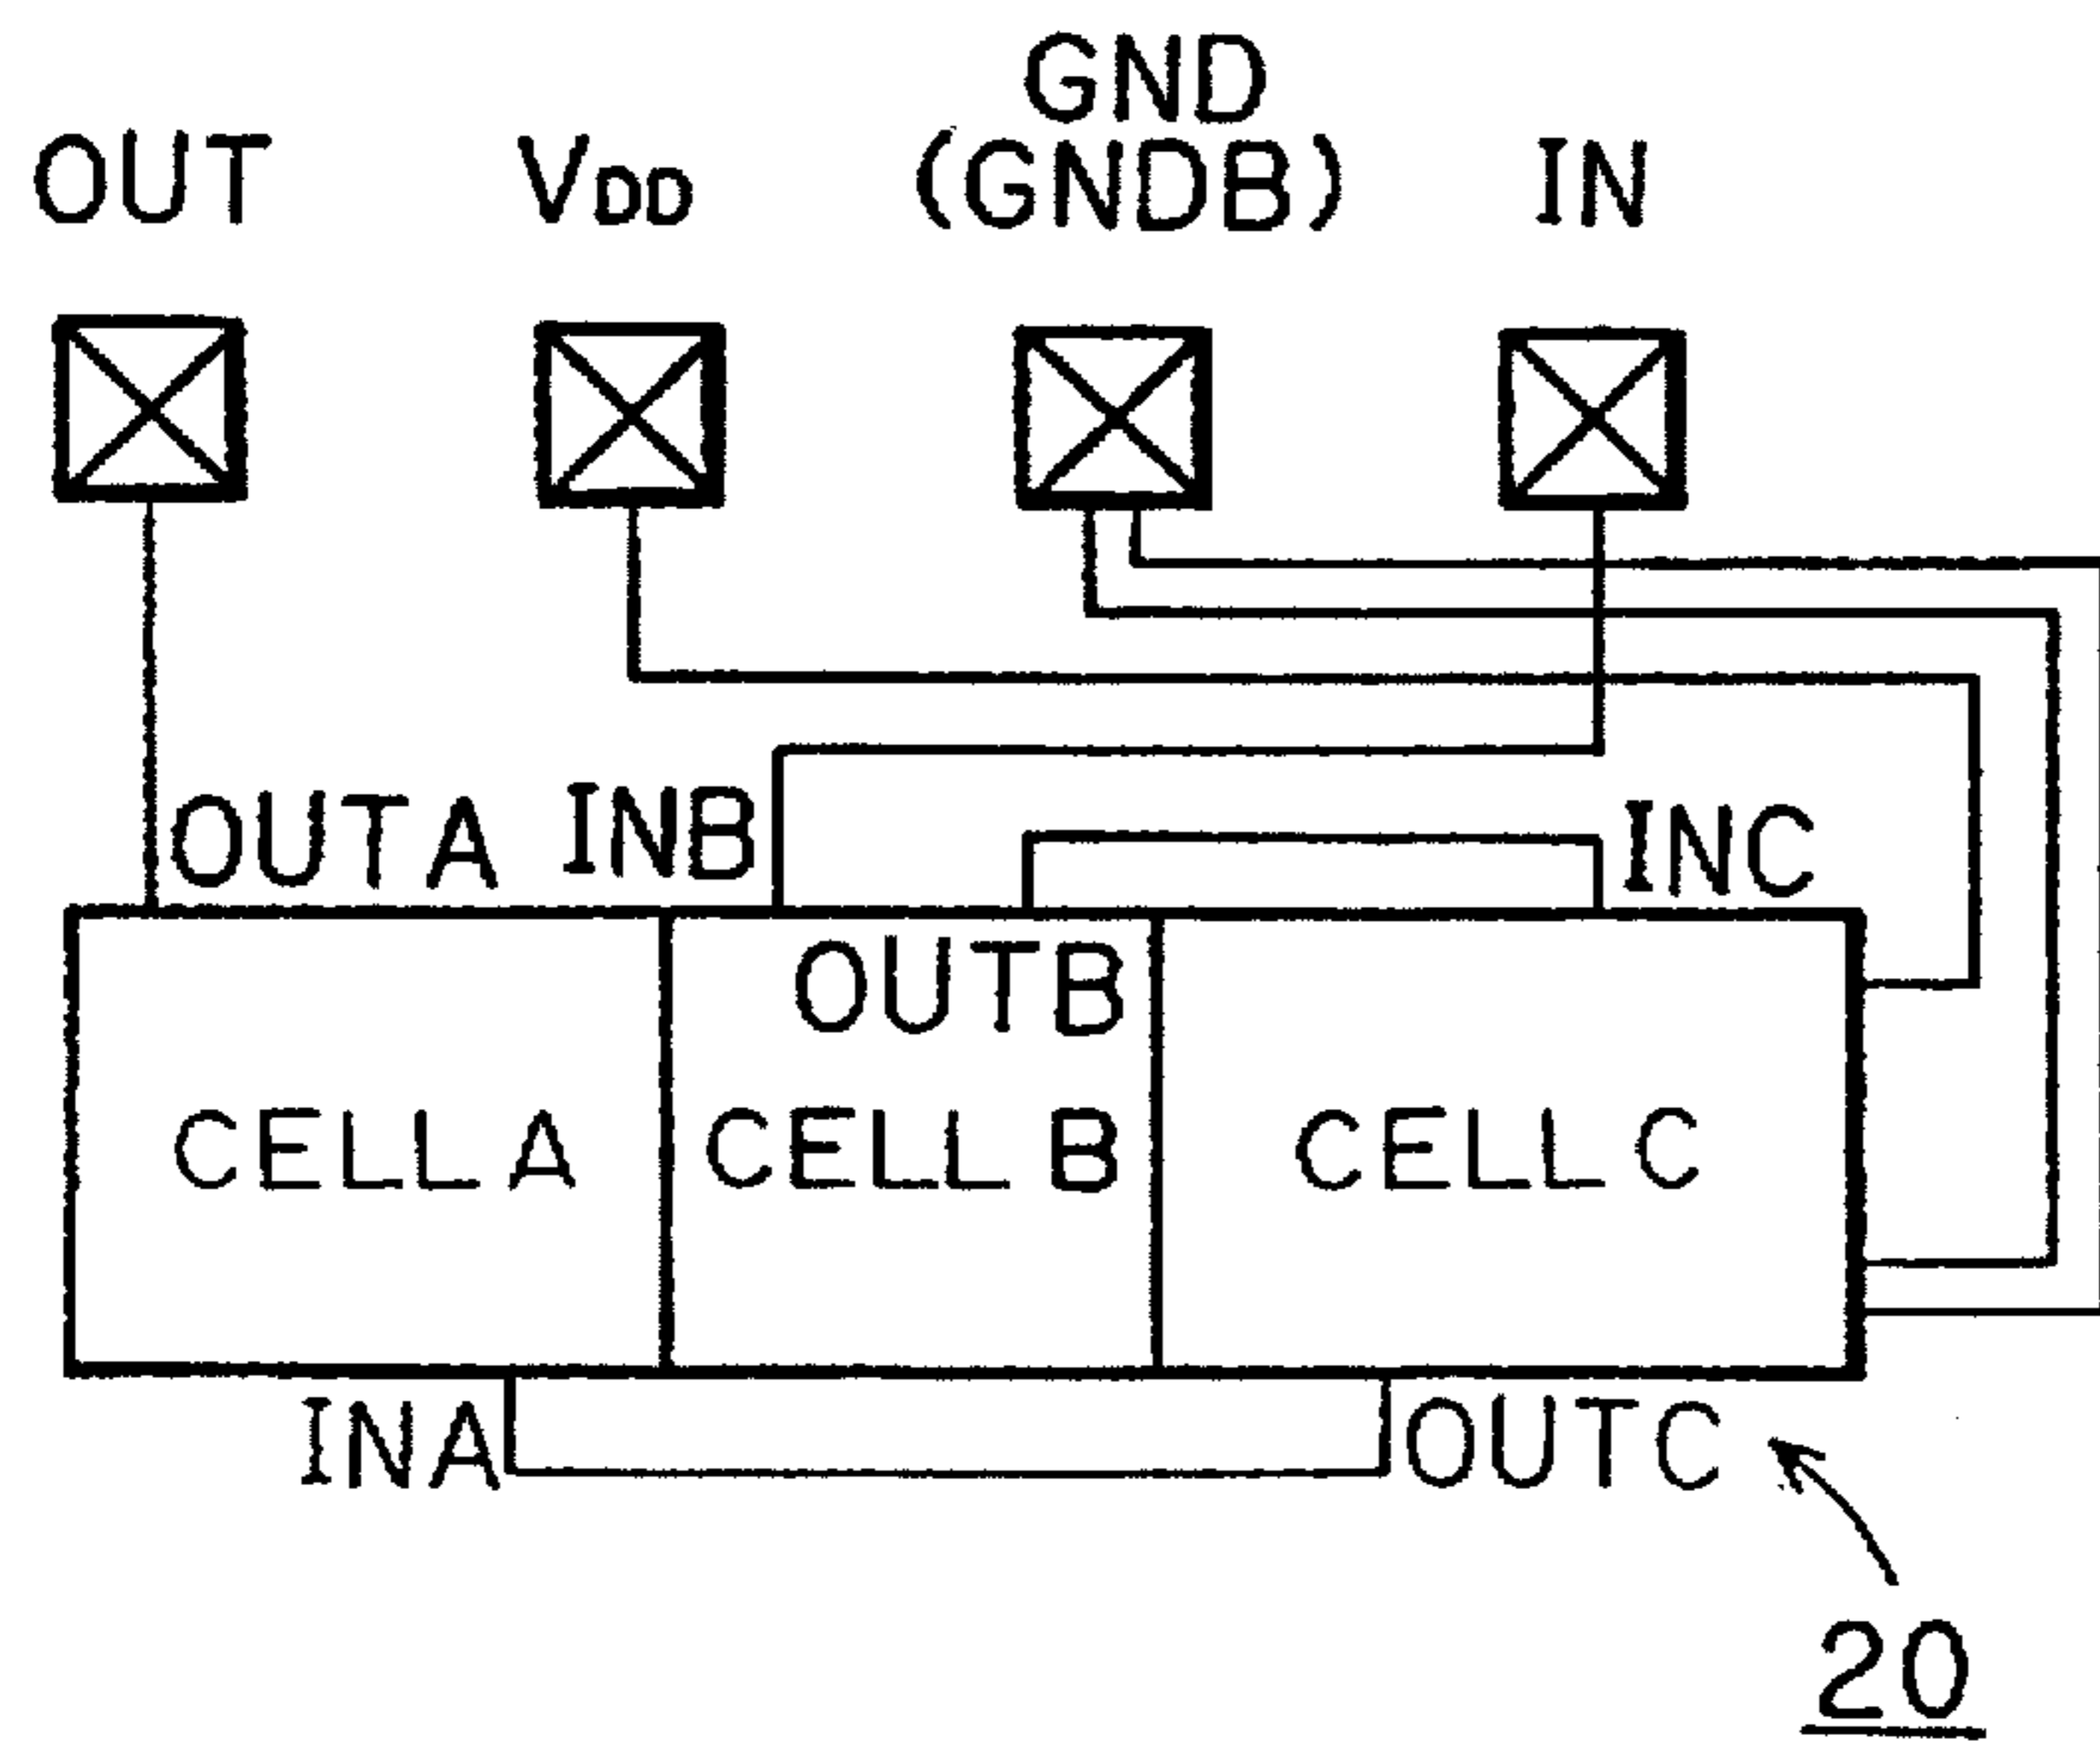 GND
OUT VDD (GNDB) IN
OUTA INB INC
OUTB
CELL A CELL B CELL C
INA OUTC
20